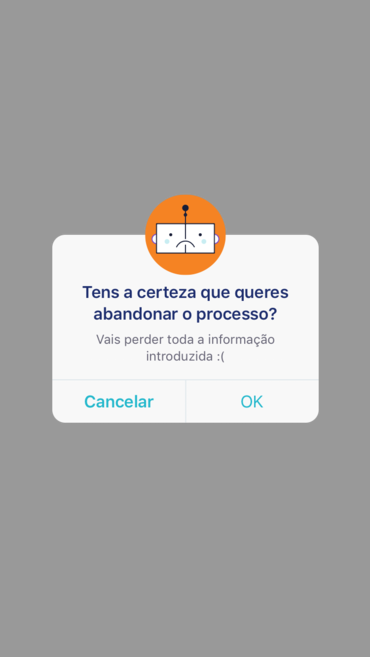 Tens a certeza que queres
abandonar o processo?
Vais perder toda a informação
introduzida :(
Cancelar
OK